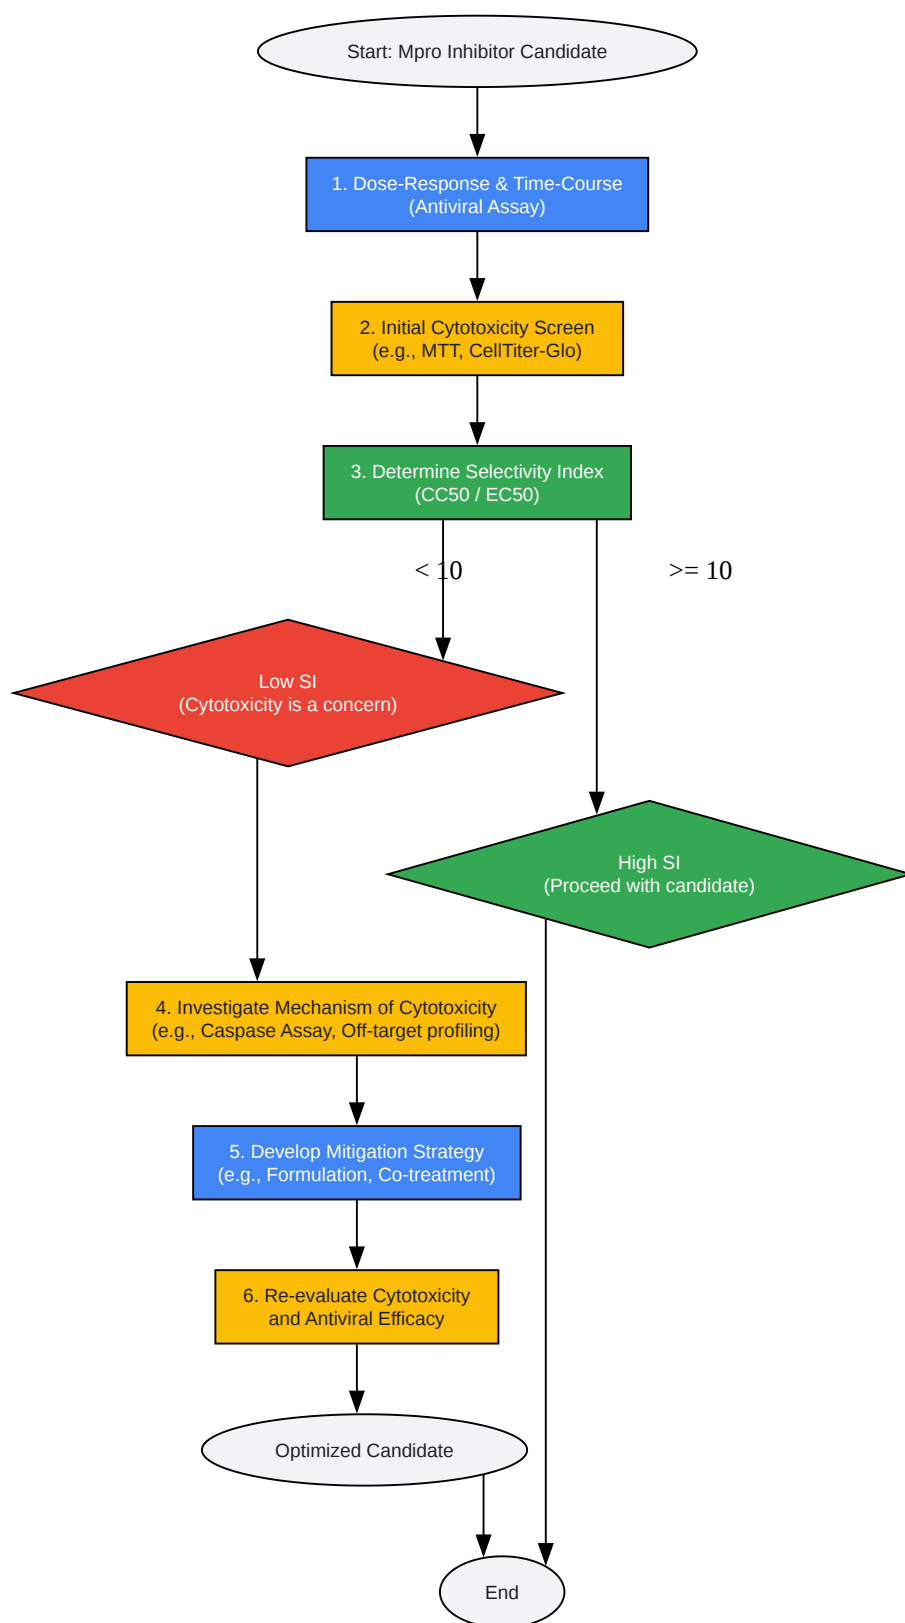 Start: Mpro Inhibitor Candidate
1. Dose-Response & Time-Course
(Antiviral Assay)
2. Initial Cytotoxicity Screen
(e.g., MTT, CellTiter-Glo)
3. Determine Selectivity Index
(CC50 / EC50)
< 10
>= 10
Low SI
(Cytotoxicity is a concern)
High SI
(Proceed with candidate)
4. Investigate Mechanism of Cytotoxicity
(e.g., Caspase Assay, Off-target profiling)
5. Develop Mitigation Strategy
(e.g., Formulation, Co-treatment)
6. Re-evaluate Cytotoxicity
and Antiviral Efficacy
Optimized Candidate
End